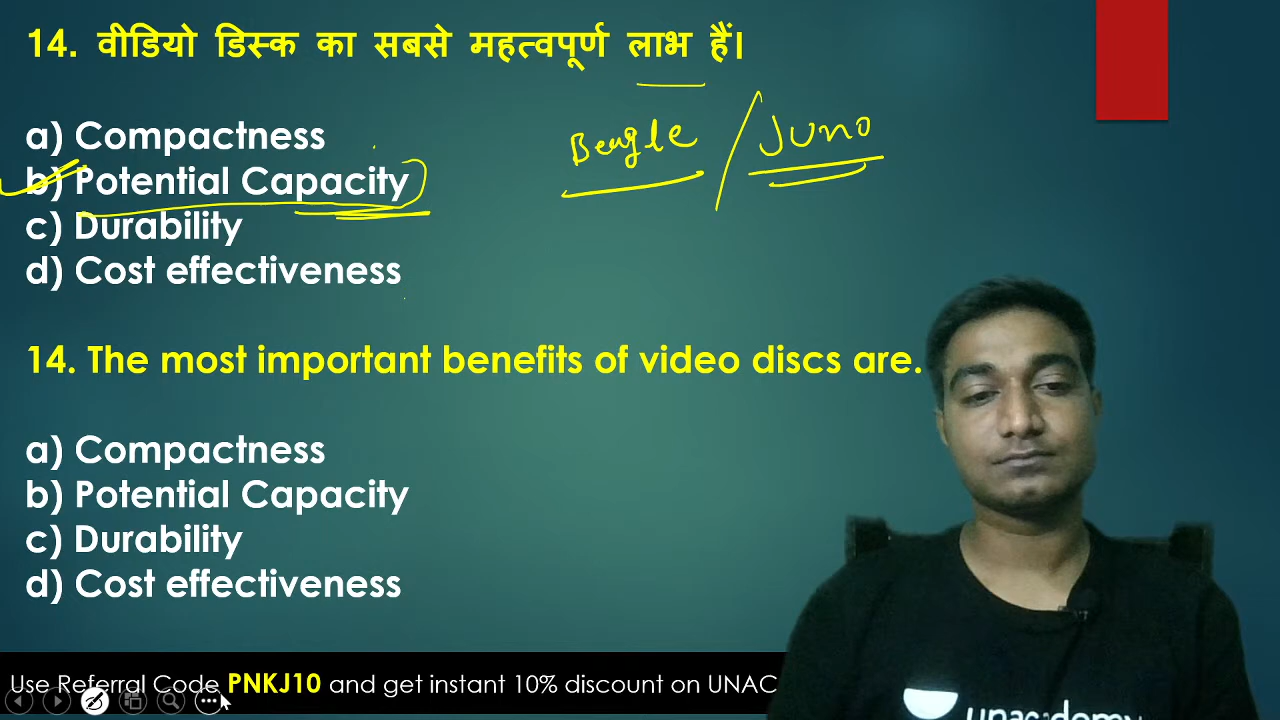 14. वीडियो डिस्क का सबसे महत्वपूर्ण लाभ हैं।
a) Compactness
Beagle / Juno
b) Potential Capacity
c) Durability
d) Cost effectiveness
14. The most important benefits of video discs are.
a) Compactness
b) Potential Capacity
c) Durability
d) Cost effectiveness
Use Referral Code PNKJ10 and get instant 10% discount on UNAC
unacademy